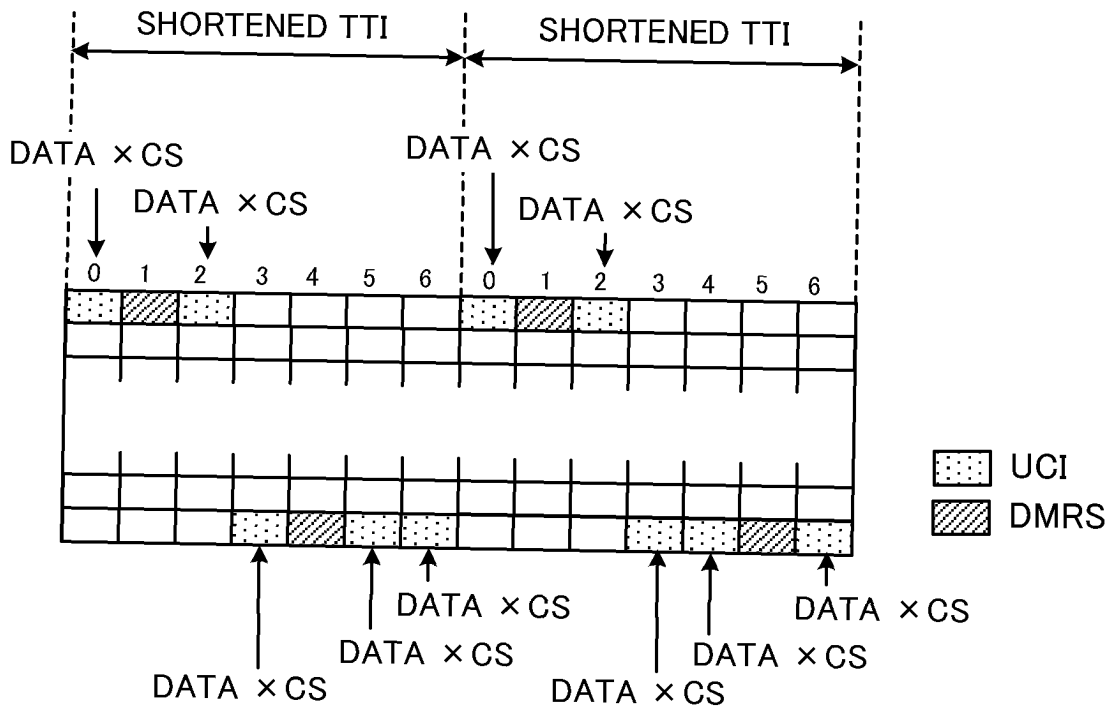 SHORTENED TTI
SHORTENED TTI
DATA ×CS
DATA ×CS
DATA ×CS
DATA ×CS
0 1 2 3 4 5 6 0 1 2 3 4 5 6
UCI
DMRS
DATA ×CS
DATA ×CS
DATA ×CS
DATA ×CS
DATA ×CS
DATA ×CS